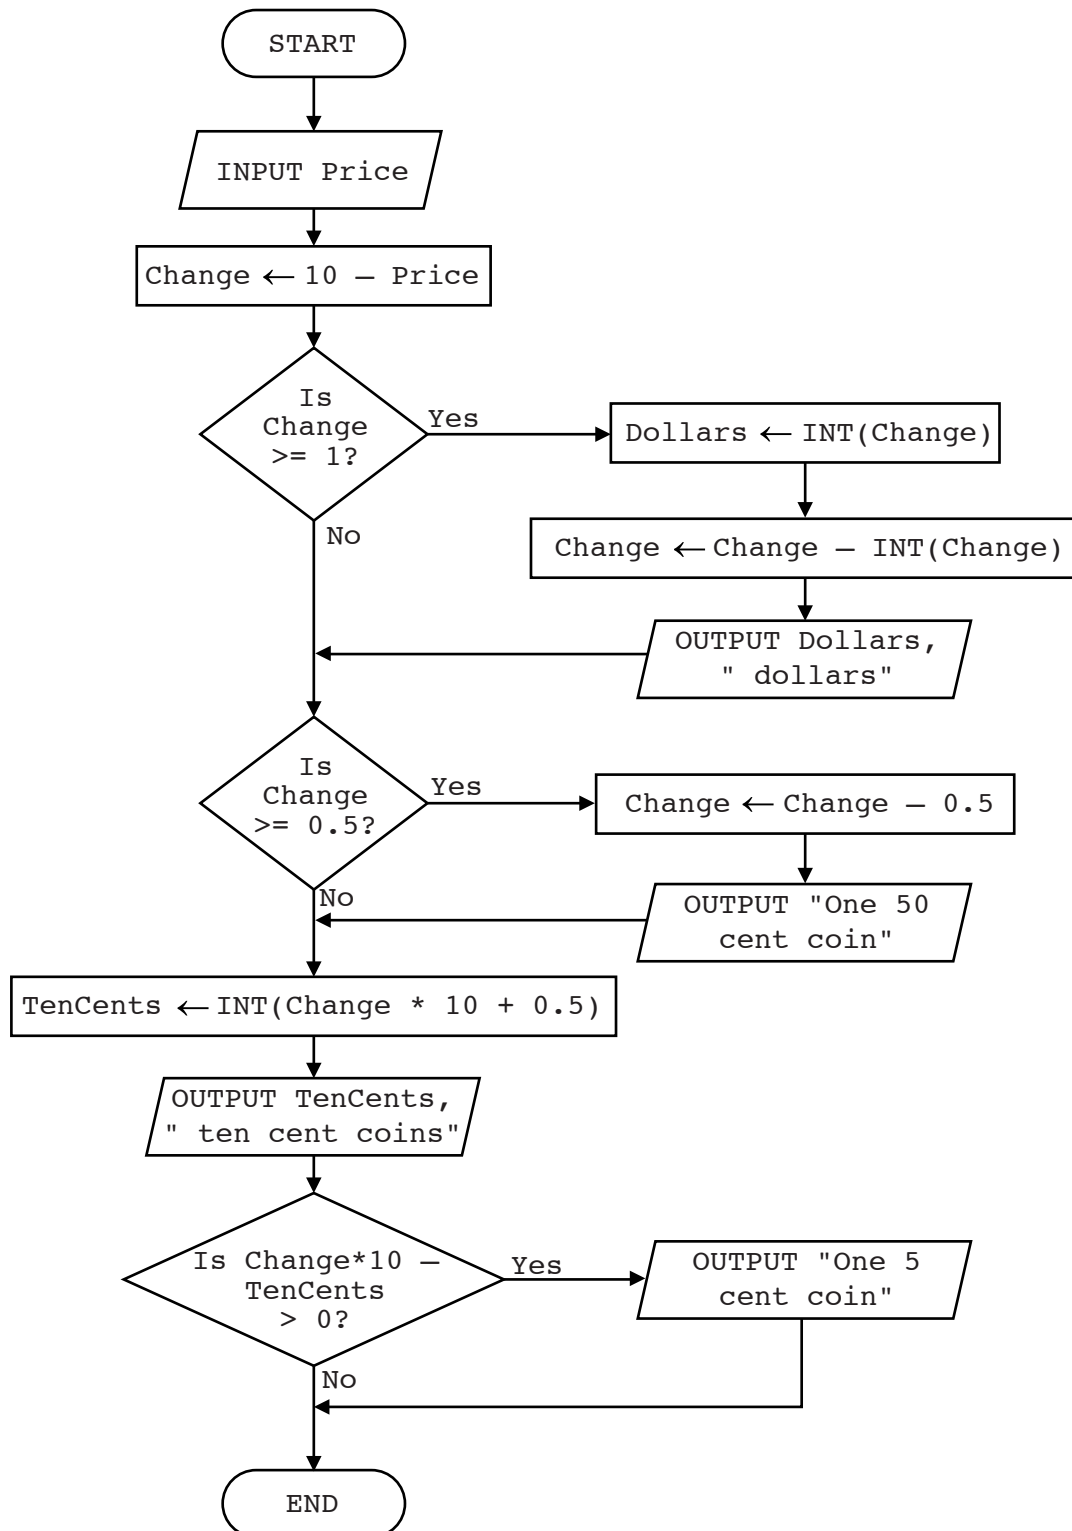 START
INPUT Price
Change ← 10 – Price
Is
Change
>= 1?
Yes
Dollars ← INT(Change)
No
Change ← Change – INT(Change)
OUTPUT Dollars,
" dollars"
Is
Change
>= 0.5?
Yes
Change ← Change – 0.5
No
OUTPUT "One 50
cent coin"
TenCents ← INT(Change * 10 + 0.5)
OUTPUT TenCents,
" ten cent coins"
Is Change*10 –
TenCents
> 0?
Yes
OUTPUT "One 5
cent coin"
No
END